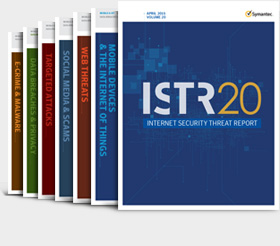 E-CRIME & MALWARE
DATA BREACHES & PRIVACY
TARGETED ATTACKS
SOCIAL MEDIA & SCAMS
WEB THREATS
MOBILE DEVICES
& THE INTERNET OF THINGS
APRIL 2015
VOLUME 20
Symantec
ISTR20
INTERNET SECURITY THREAT REPORT